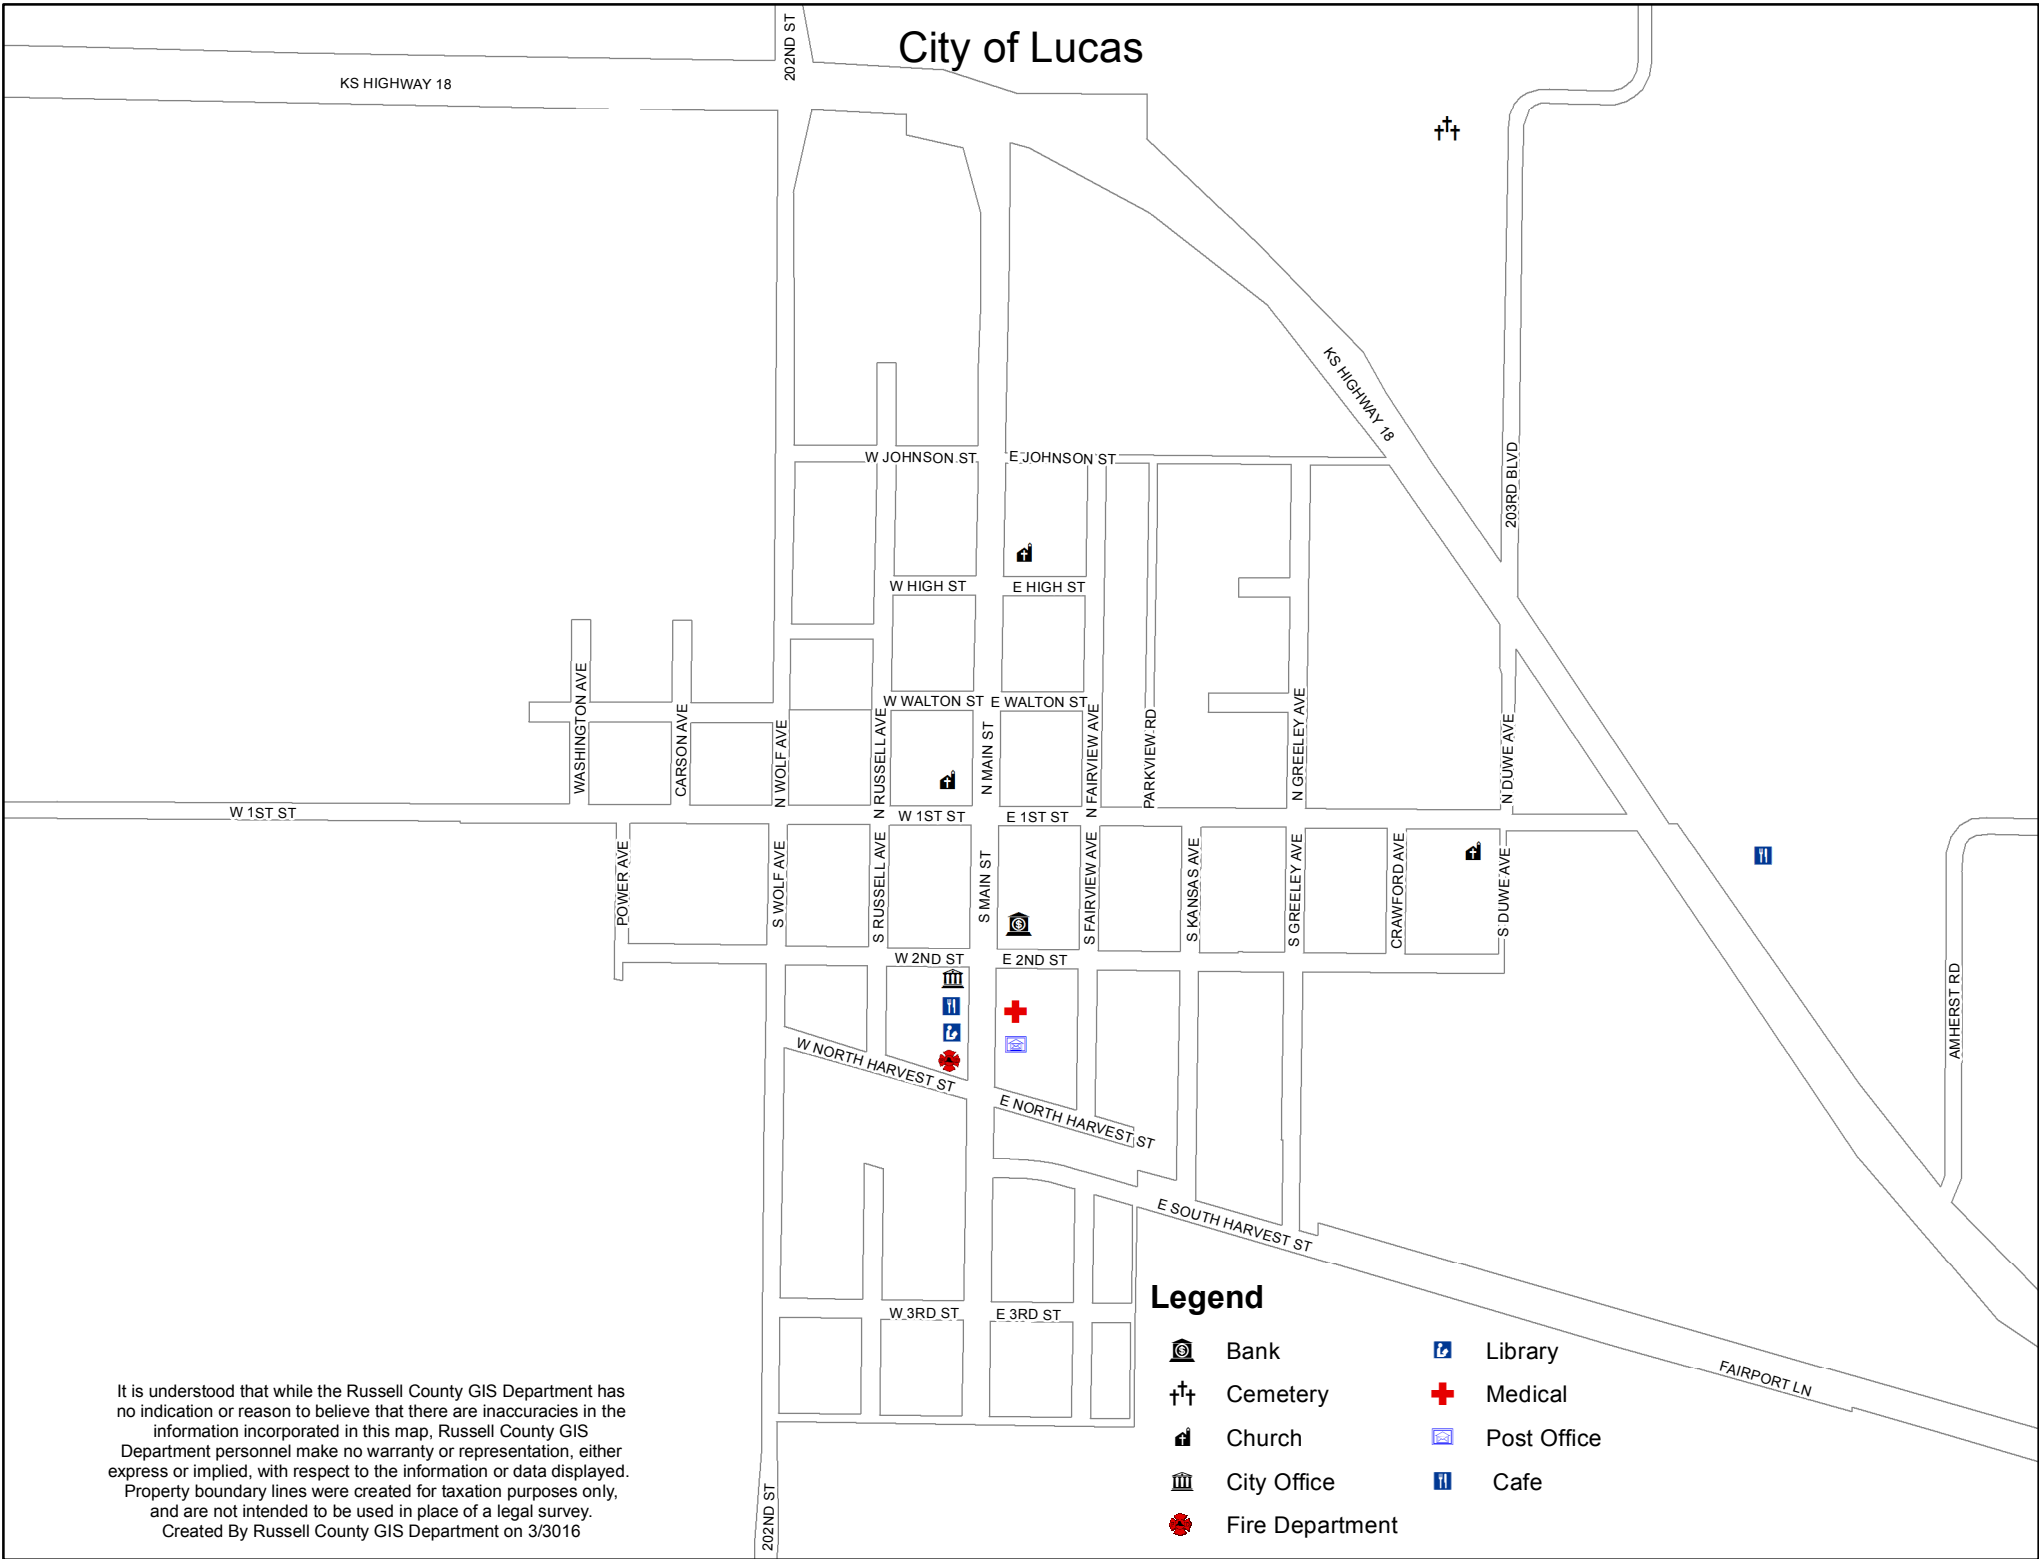 City of Lucas
202ND ST
KS HIGHWAY 18
KS HIGHWAY 18
203RD BLVD
W JOHNSON ST
E JOHNSON ST
W HIGH ST
E HIGH ST
W WALTON ST
E WALTON ST
WASHINGTON AVE
CARSON AVE
N WOLF AVE
N RUSSELL AVE
N MAIN ST
N FAIRVIEW AVE
PARKVIEW RD
N GREELEY AVE
N DUWE AVE
W 1ST ST
W 1ST ST
E 1ST ST
POWER AVE
S WOLF AVE
S RUSSELL AVE
S MAIN ST
S FAIRVIEW AVE
S KANSAS AVE
S GREELEY AVE
CRAWFORD AVE
S DUWE AVE
W 2ND ST
E 2ND ST
AMHERST RD
W NORTH HARVEST ST
E NORTH HARVEST ST
E SOUTH HARVEST ST
W 3RD ST
E 3RD ST
FAIRPORT LN
202ND ST
Legend
Bank
Cemetery
Church
City Office
Fire Department
Library
Medical
Post Office
Cafe
It is understood that while the Russell County GIS Department has
no indication or reason to believe that there are inaccuracies in the
information incorporated in this map, Russell County GIS
Department personnel make no warranty or representation, either
express or implied, with respect to the information or data displayed.
Property boundary lines were created for taxation purposes only,
and are not intended to be used in place of a legal survey.
Created By Russell County GIS Department on 3/3016